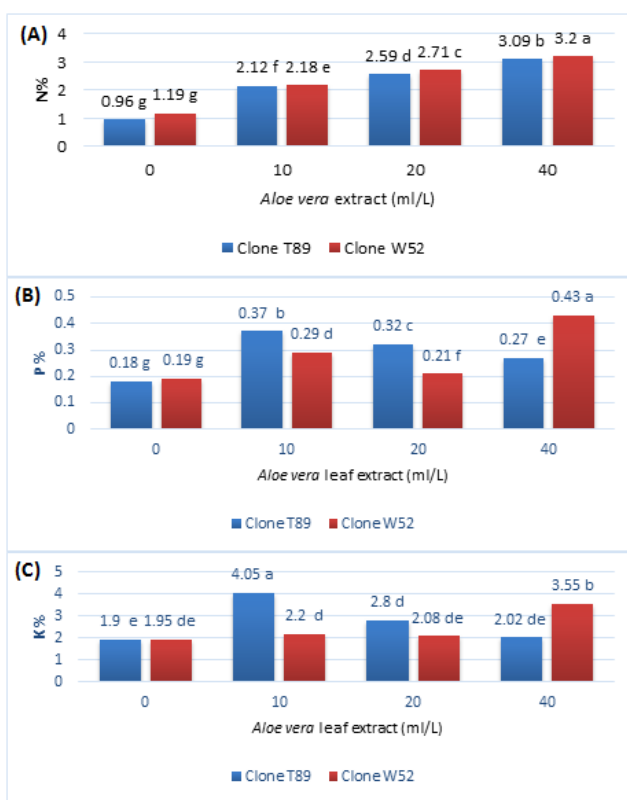 (A)
4
3
2
1
0
N%
0.96 g 1.19 g 2.12 f 2.18 e 2.59 d 2.71 c 3.09 b 3.2 a
0 10 20 40
Aloe vera extract (ml/L)
Clone T89 Clone W52
(B)
0.5
0.4
0.3
0.2
0.1
0
P%
0.18 g 0.19 g 0.37 b 0.29 d 0.32 c 0.21 f 0.27 e 0.43 a
0 10 20 40
Aloe vera leaf extract (ml/L)
Clone T89 Clone W52
(C)
5
4
3
2
1
0
K%
1.9 e 1.95 de 4.05 a 2.2 d 2.8 d 2.08 de 2.02 de 3.55 b
0 10 20 40
Aloe vera leaf extract (ml/L)
Clone T89 Clone W52